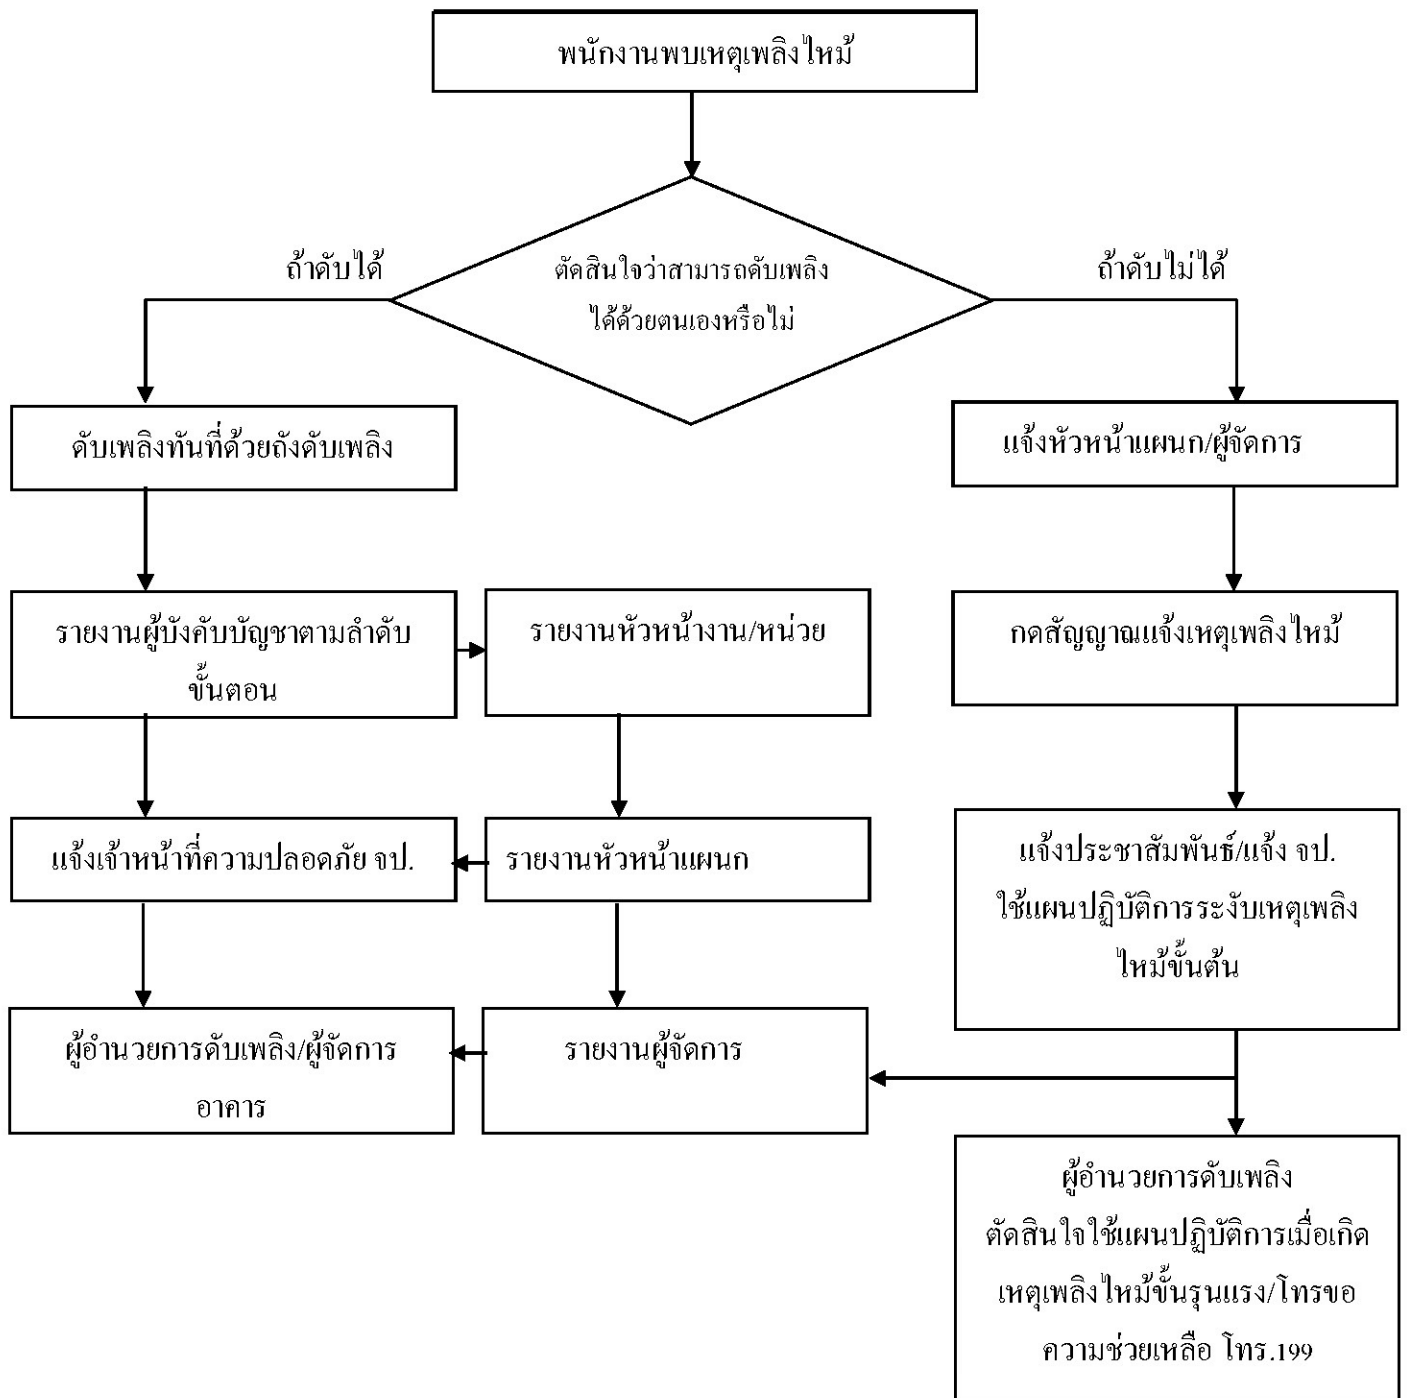 พนักงานพบเหตุเพลิงไหม้
ถ้าดับได้
ตัดสินใจว่าสามารถดับเพลิง
ได้ด้วยตนเองหรือไม่
ถ้าดับไม่ได้
ดับเพลิงทันที่ด้วยถังดับเพลิง
แจ้งหัวหน้าแผนก/ผู้จัดการ
รายงานผู้บังคับบัญชาตามลำดับ
ขั้นตอน
รายงานหัวหน้างาน/หน่วย
กดสัญญาณแจ้งเหตุเพลิงไหม้
แจ้งเจ้าหน้าที่ความปลอดภัย จป.
รายงานหัวหน้าแผนก
แจ้งประชาสัมพันธ์/แจ้ง จป.
ใช้แผนปฏิบัติการระงับเหตุเพลิง
ไหม้ขั้นต้น
ผู้อำนวยการดับเพลิง/ผู้จัดการ
อาคาร
รายงานผู้จัดการ
ผู้อำนวยการดับเพลิง
ตัดสินใจใช้แผนปฏิบัติการเมื่อเกิด
เหตุเพลิงไหม้ขั้นรุนแรง/โทรขอ
ความช่วยเหลือ โทร.199